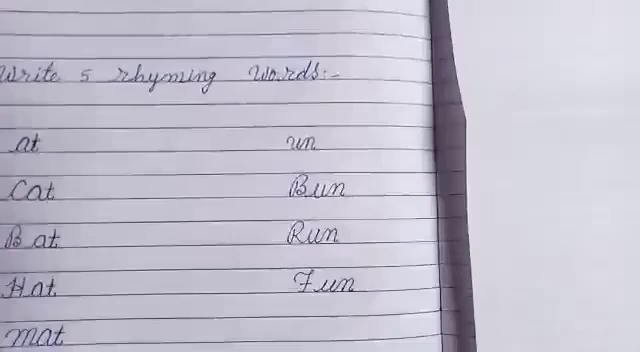 Write 5 rhyming words:-
at un
Cat Bun
Bat Run
Hat Fun
mat